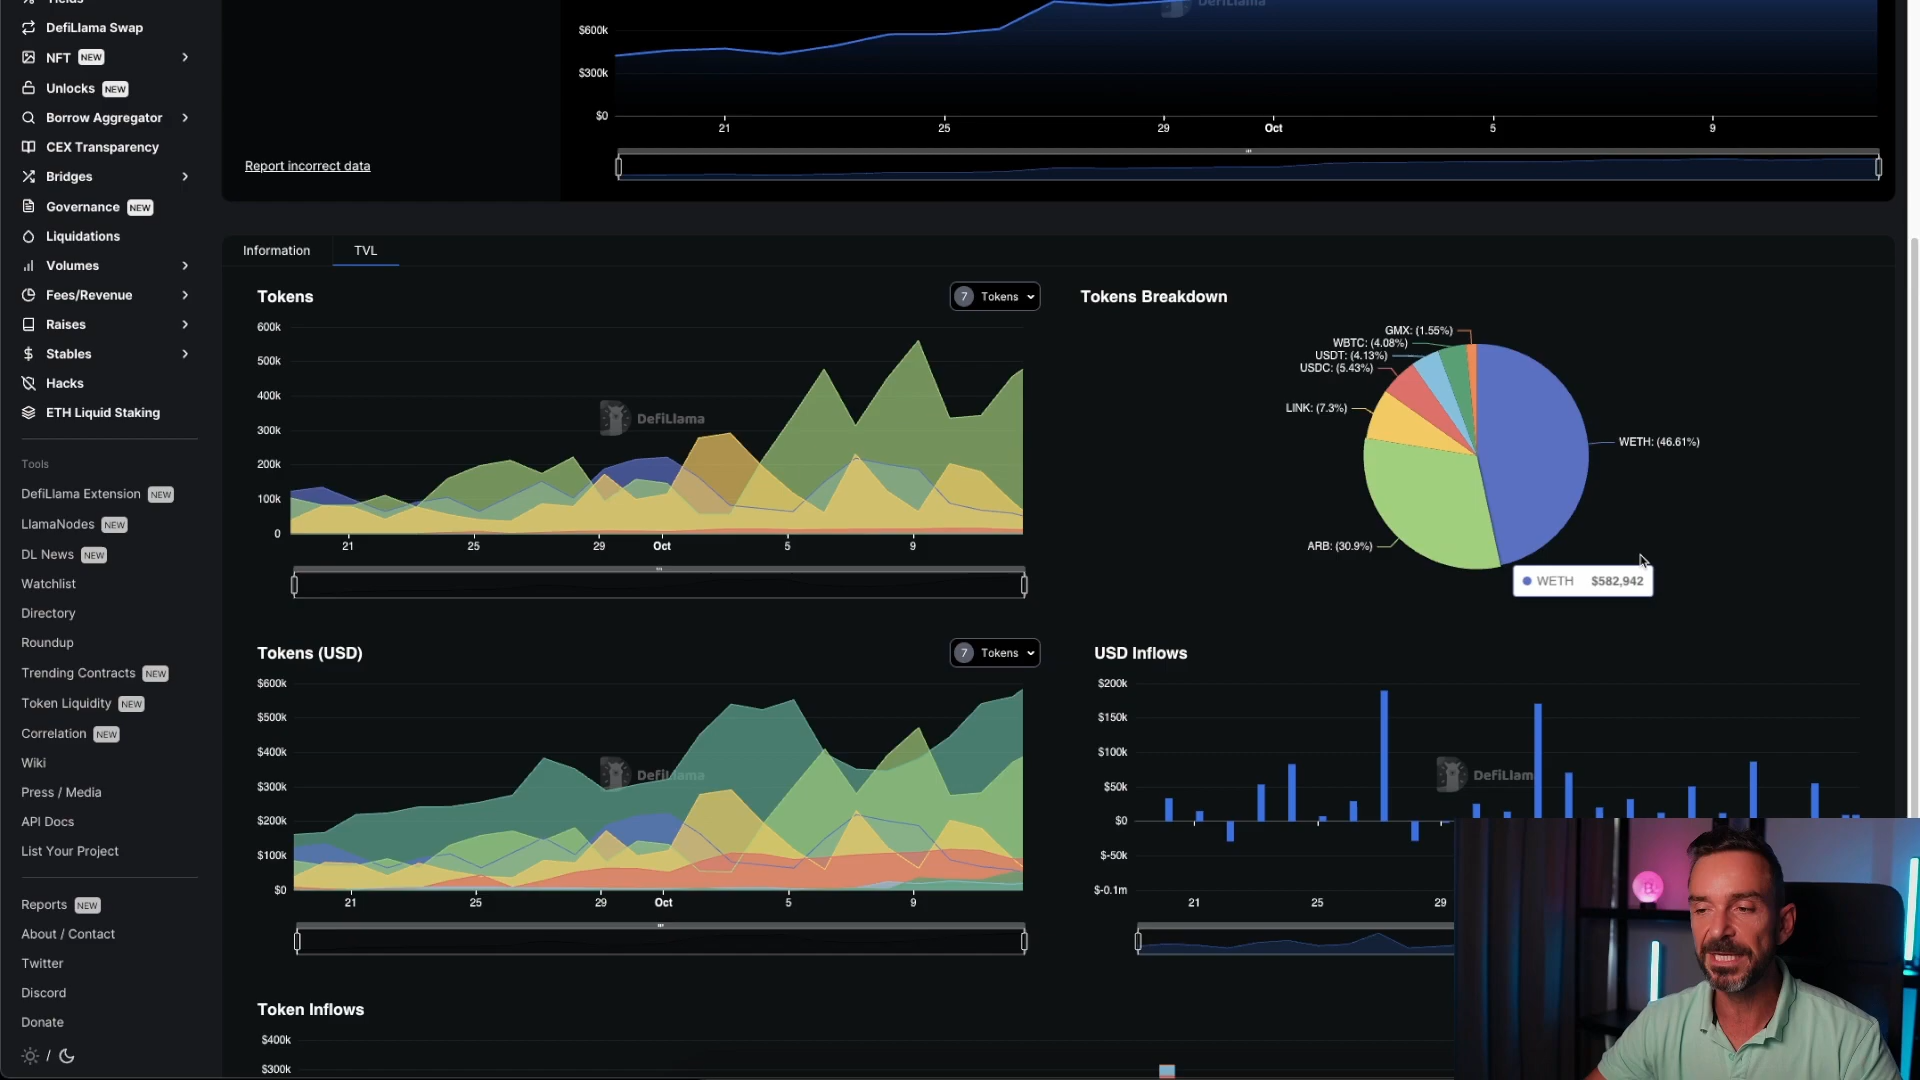 Yields
DefiLlama Swap
NFT NEW
Unlocks NEW
Borrow Aggregator
CEX Transparency
Bridges
Governance NEW
Liquidations
Volumes
Fees/Revenue
Raises
Stables
Hacks
ETH Liquid Staking
Tools
DefiLlama Extension NEW
LlamaNodes NEW
DL News NEW
Watchlist
Directory
Roundup
Trending Contracts NEW
Token Liquidity NEW
Correlation NEW
Wiki
Press / Media
API Docs
List Your Project
Reports NEW
About / Contact
Twitter
Discord
Donate
/
DefiLlama
$600k
$300k
$0
21 25 29 Oct 5 9
Report incorrect data
Information TVL
Tokens
7 Tokens
600k
500k
400k
300k
200k
100k
0
DefiLlama
21 25 29 Oct 5 9
Tokens Breakdown
GMX: (1.55%)
WBTC: (4.08%)
USDT: (4.13%)
USDC: (5.43%)
LINK: (7.3%)
WETH: (46.61%)
ARB: (30.9%)
WETH $582,942
Tokens (USD)
7 Tokens
$600k
$500k
$400k
$300k
$200k
$100k
$0
DefiLlama
21 25 29 Oct 5 9
USD Inflows
$200k
$150k
$100k
$50k
$0
$-50k
$-0.1m
DefiLlam
21 25 29
Token Inflows
$400k
$300k